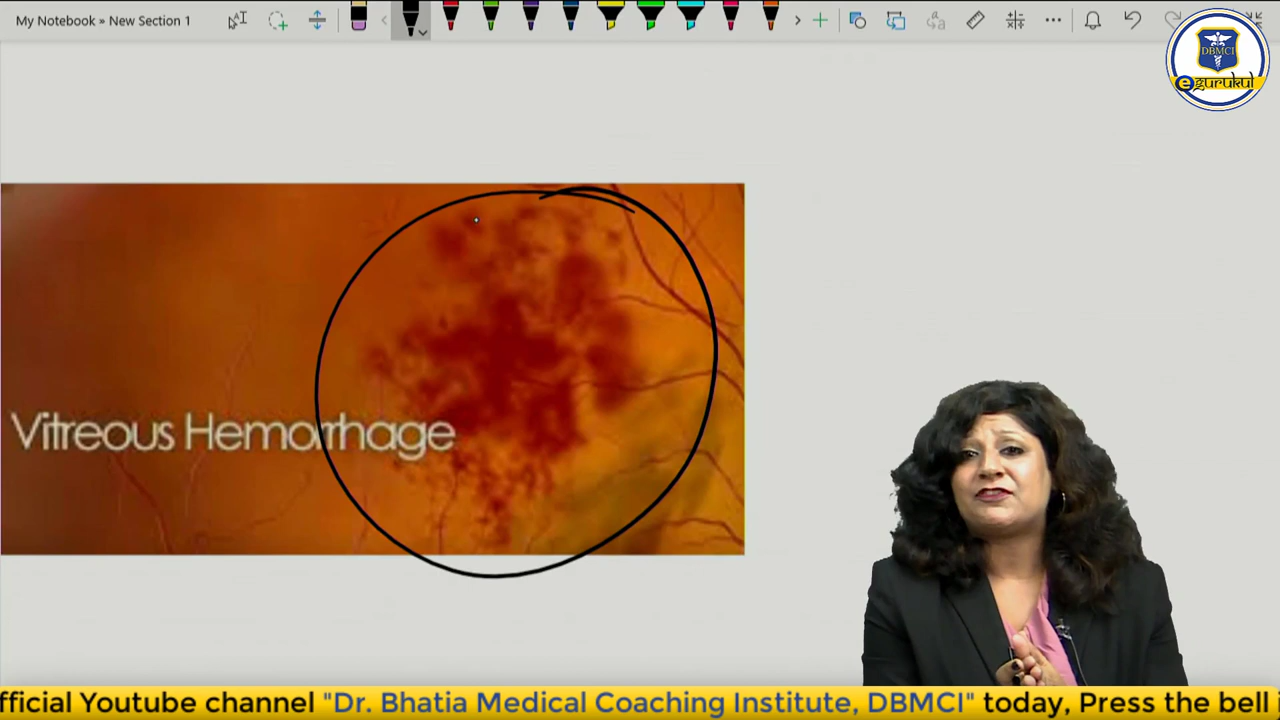 My Notebook » New Section 1
DBMCI
egurukul
Vitreous Hemorrhage
fficial Youtube channel "Dr. Bhatia Medical Coaching Institute, DBMCI" today, Press the bell